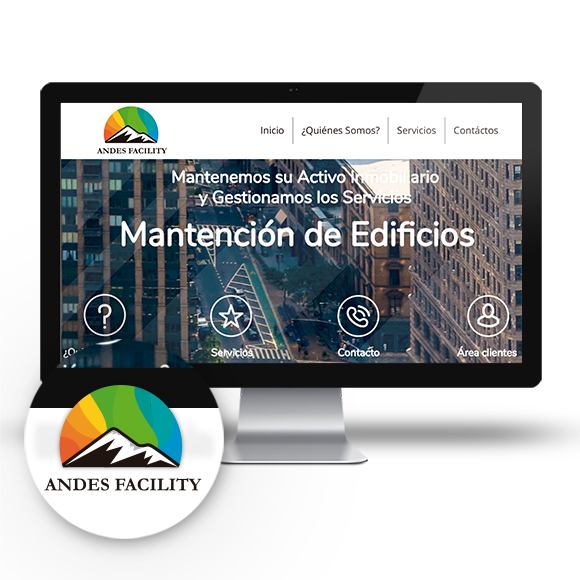 ANDES FACILITY
Inicio
¿Quiénes Somos?
Servicios
Contáctos
Mantenemos su Activo Inmobiliario
y Gestionamos los Servicios
Mantención de Edificios
Servicios
Contacto
Área clientes
ANDES FACILITY